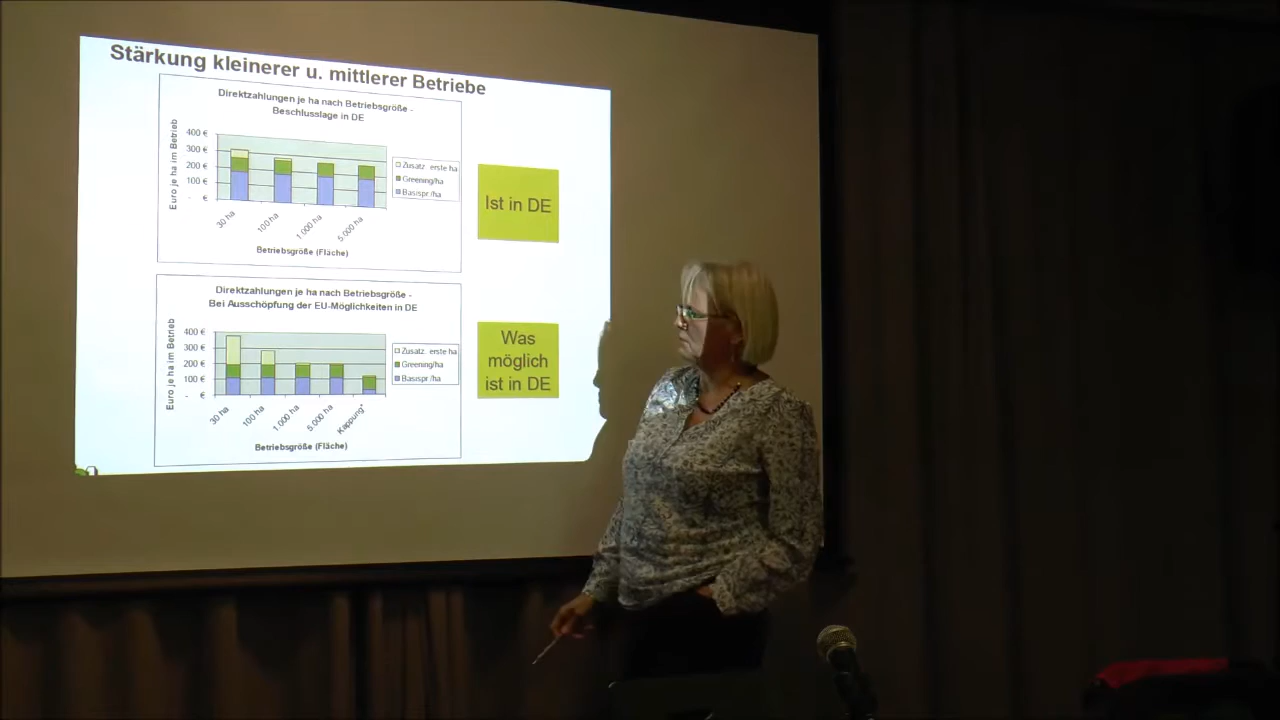 Stärkung kleinerer u. mittlerer Betriebe
Direktzahlungen je ha nach Betriebsgröße -
Beschlusslage in DE
Euro je ha im Betrieb
400 €
300 €
200 €
100 €
- €
30 ha
100 ha
1 000 ha
5 000 ha
Betriebsgröße (Fläche)
Zusatz. erste ha
Greening/ha
Basispr./ha
Ist in DE
Direktzahlungen je ha nach Betriebsgröße -
Bei Ausschöpfung der EU-Möglichkeiten in DE
Euro je ha im Betrieb
400 €
300 €
200 €
100 €
- €
30 ha
100 ha
1 000 ha
5 000 ha
Kappung*
Betriebsgröße (Fläche)
Zusatz. erste ha
Greening/ha
Basispr./ha
Was
möglich
ist in DE